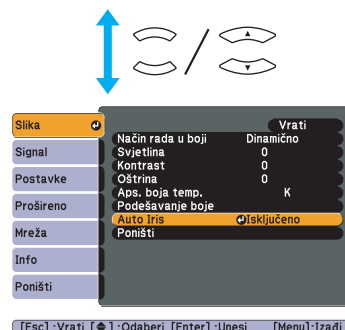 Slika
Signal
Postavke
Prošireno
Mreža
Info
Poništi
Vrati
Način rada u boji Dinamično
Svjetlina 0
Kontrast 0
Oštrina 0
Aps. boja temp. K
Podešavanje boje
Auto Iris Isključeno
Poništi
[Esc] :Vrati [ ] :Odaberi [Enter] :Unesi [Menu]:Izađi